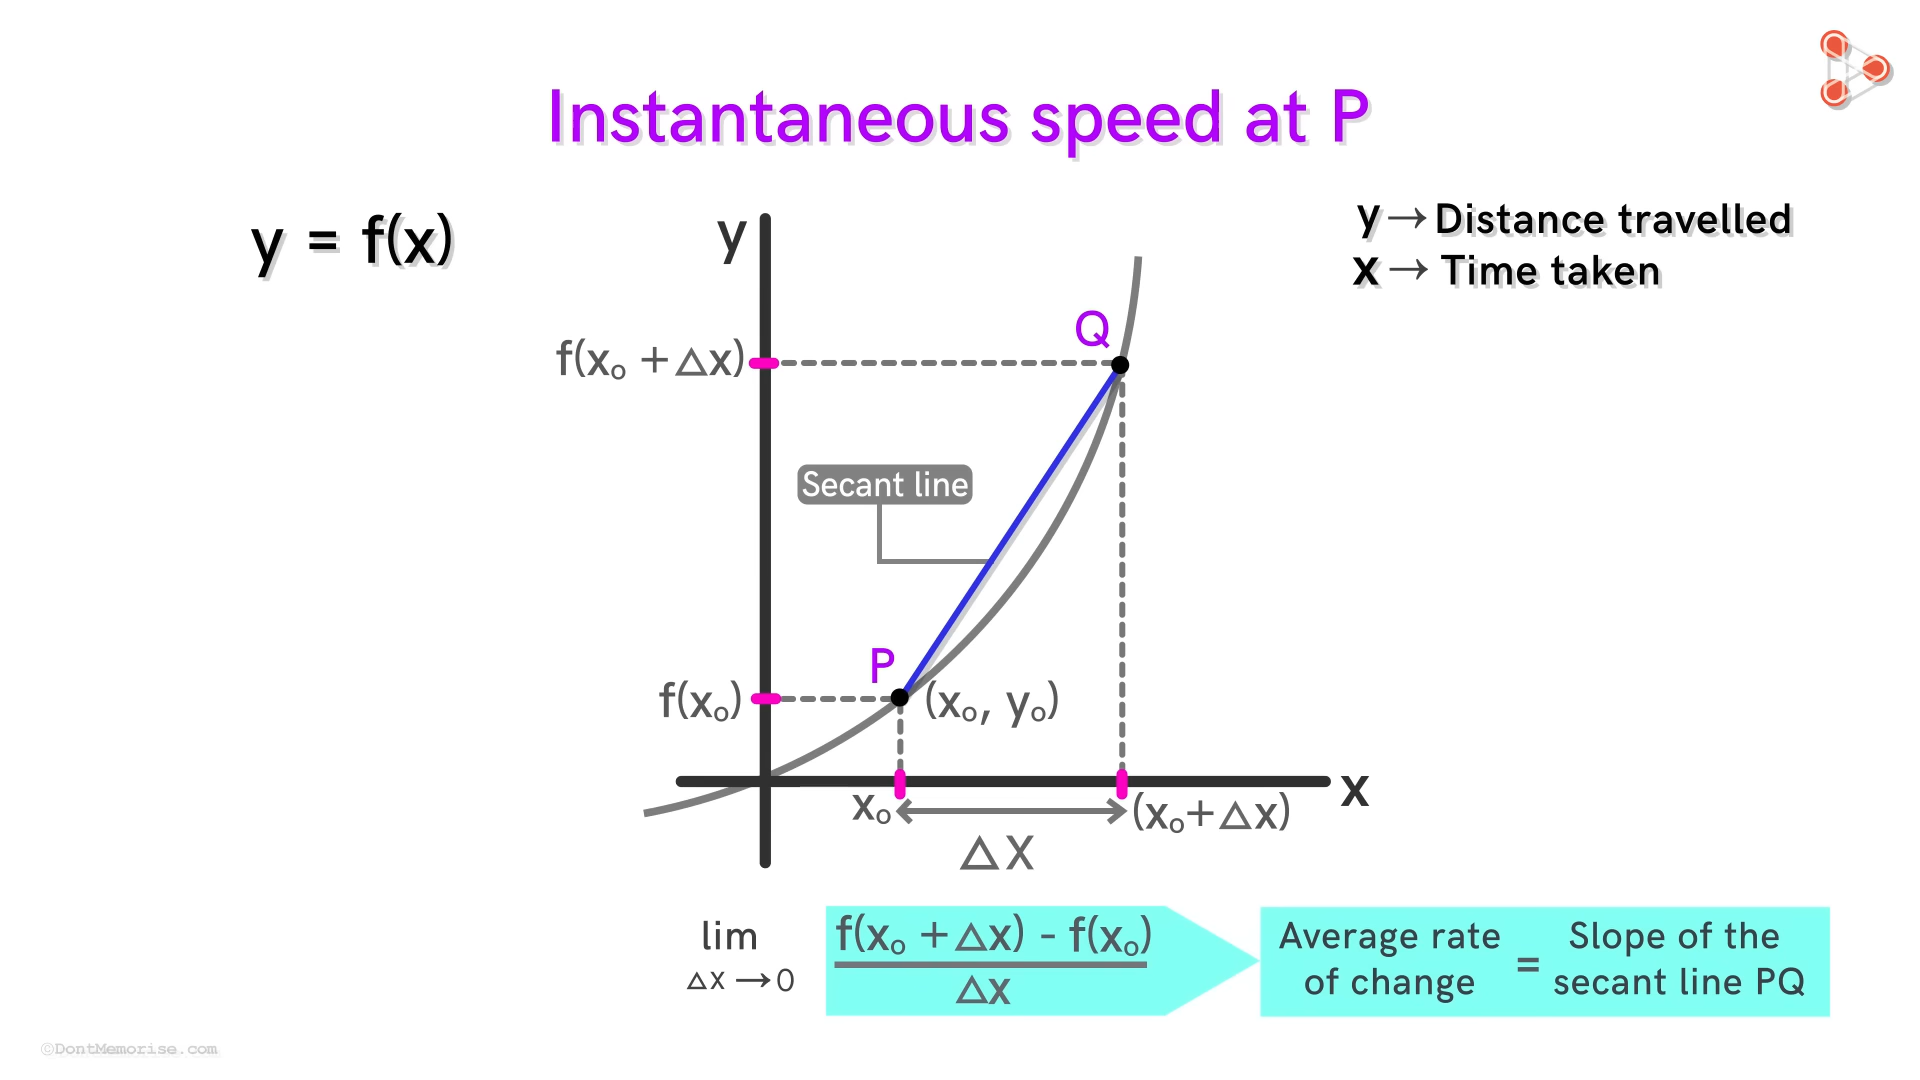 Instantaneous speed at P
y = f(x)
y → Distance travelled
x → Time taken
y
Q
f(x₀ + △x)
Secant line
P
f(x₀)
(x₀, y₀)
x
x₀
(x₀+△x)
△X
lim
△x → 0
f(x₀ + △x) - f(x₀)
△x
Average rate
of change
=
Slope of the
secant line PQ
©DontMemorise.com